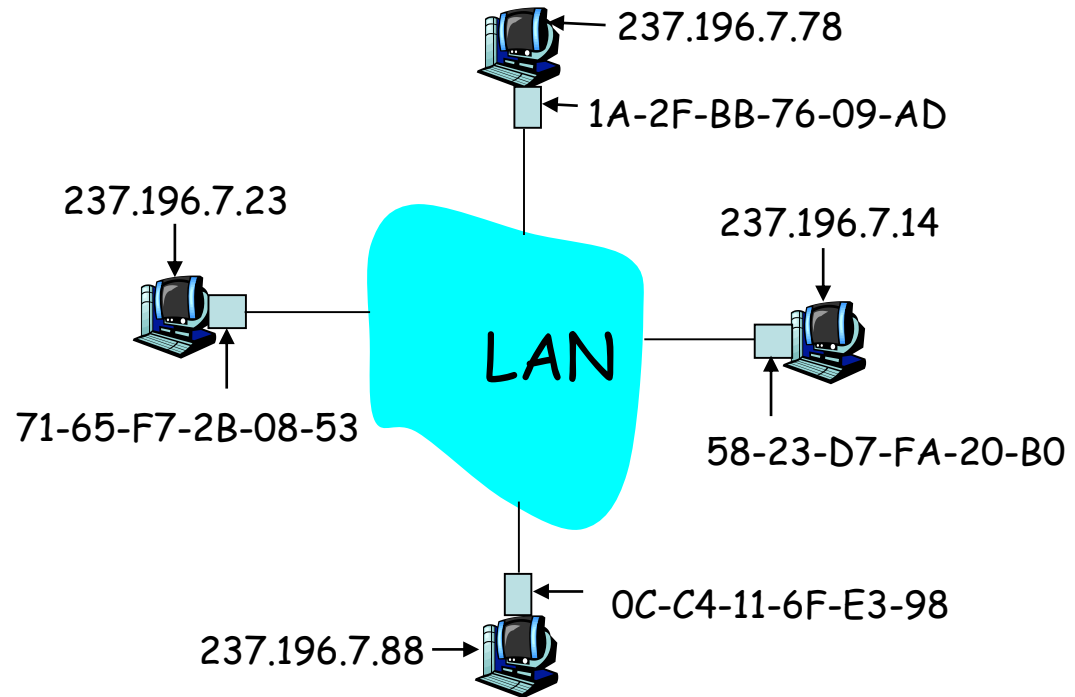 237.196.7.78
1A-2F-BB-76-09-AD
237.196.7.23
237.196.7.14
LAN
71-65-F7-2B-08-53
58-23-D7-FA-20-B0
0C-C4-11-6F-E3-98
237.196.7.88